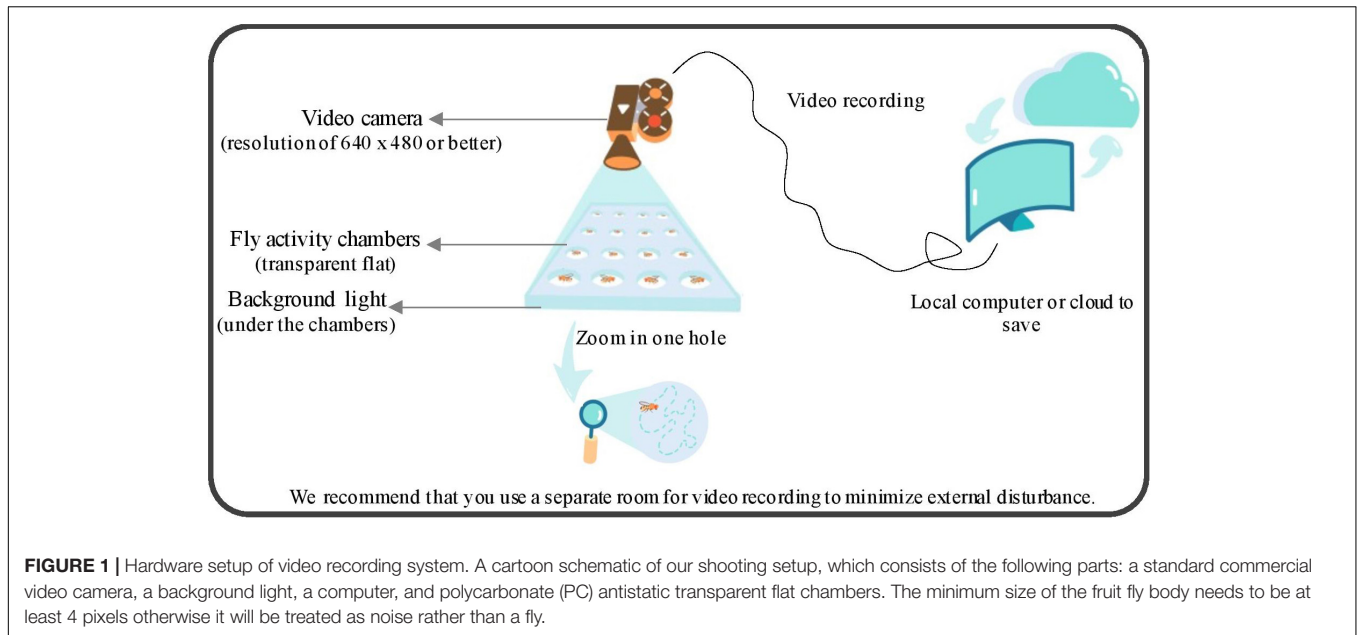 Video camera
(resolution of 640 x 480 or better)
Video recording
Fly activity chambers
(transparent flat)
Background light
(under the chambers)
Zoom in one hole
Local computer or cloud to
save
We recommend that you use a separate room for video recording to minimize external disturbance.
FIGURE 1 | Hardware setup of video recording system. A cartoon schematic of our shooting setup, which consists of the following parts: a standard commercial
video camera, a background light, a computer, and polycarbonate (PC) antistatic transparent flat chambers. The minimum size of the fruit fly body needs to be at
least 4 pixels otherwise it will be treated as noise rather than a fly.